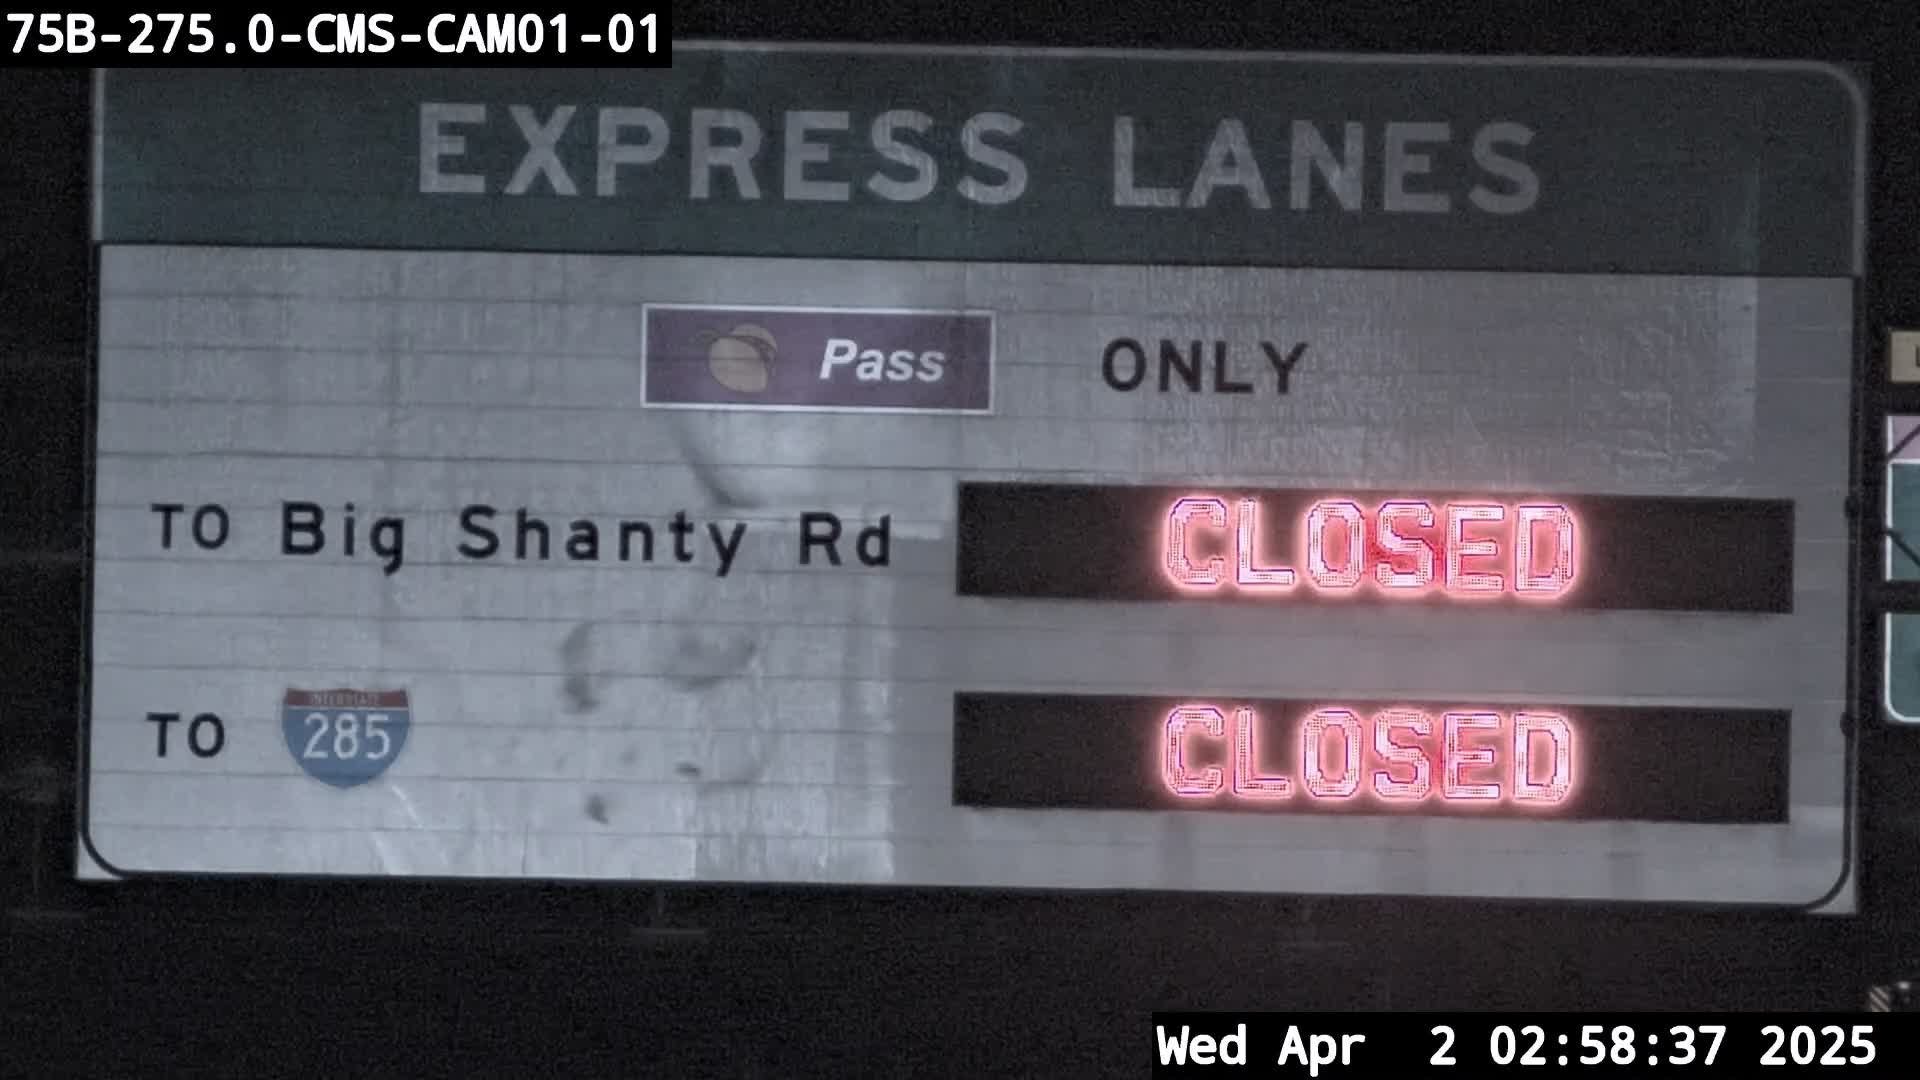 75B-275.0-CMS-CAM01-01
EXPRESS LANES
Pass ONLY
TO Big Shanty Rd CLOSED
TO INTERSTATE 285 CLOSED
Wed Apr 2 02:58:37 2025